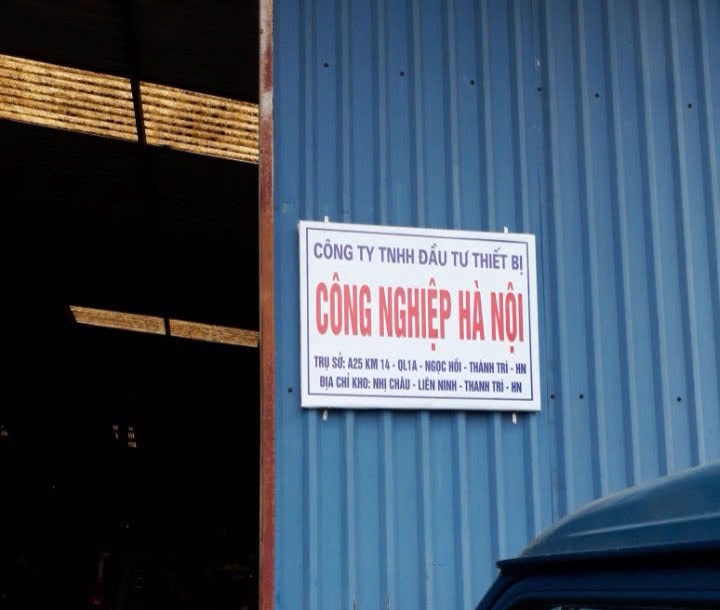 CÔNG TY TNHH ĐẦU TƯ THIẾT BỊ
CÔNG NGHIỆP HÀ NỘI
TRỤ SỞ: A25 KM 14 - QL1A - NGỌC HỒI - THÀNH TRÌ - HN
ĐỊA CHỈ KHO: NHỊ CHÂU - LIÊN NINH - THANH TRÌ - HN